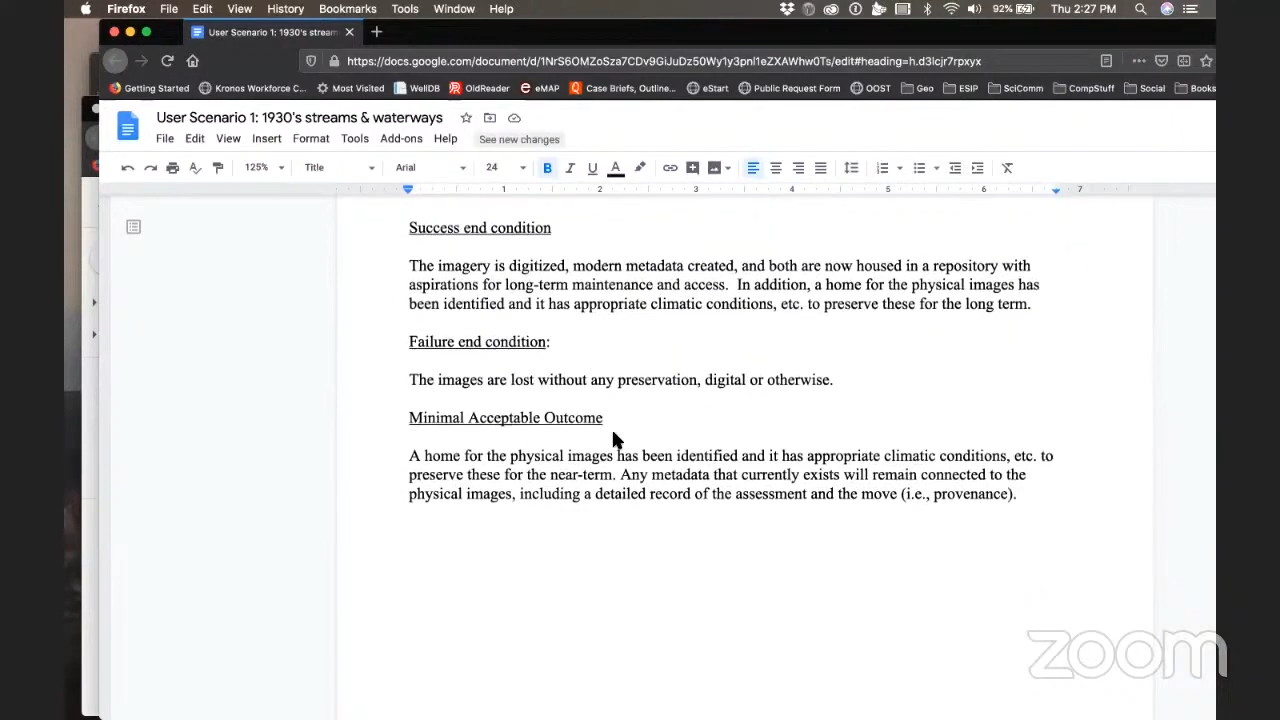 Firefox File Edit View History Bookmarks Tools Window Help 92% Thu 2:27 PM
User Scenario 1: 1930's stream
https://docs.google.com/document/d/1NrS6OMZoSza7CDv9GiJuDz50Wy1y3pnl1eZXAWhw0Ts/edit#heading=h.d3lcjr7rpxyx
Getting Started Kronos Workforce C... Most Visited WellDB OldReader eMAP Case Briefs, Outline... eStart Public Request Form OOST Geo ESIP SciComm CompStuff Social Books
User Scenario 1: 1930's streams & waterways
File Edit View Insert Format Tools Add-ons Help See new changes
125% Title Arial 24 B I U A
1 2 3 4 5 6 7
Success end condition
The imagery is digitized, modern metadata created, and both are now housed in a repository with
aspirations for long-term maintenance and access. In addition, a home for the physical images has
been identified and it has appropriate climatic conditions, etc. to preserve these for the long term.
Failure end condition:
The images are lost without any preservation, digital or otherwise.
Minimal Acceptable Outcome
A home for the physical images has been identified and it has appropriate climatic conditions, etc. to
preserve these for the near-term. Any metadata that currently exists will remain connected to the
physical images, including a detailed record of the assessment and the move (i.e., provenance).
zoom